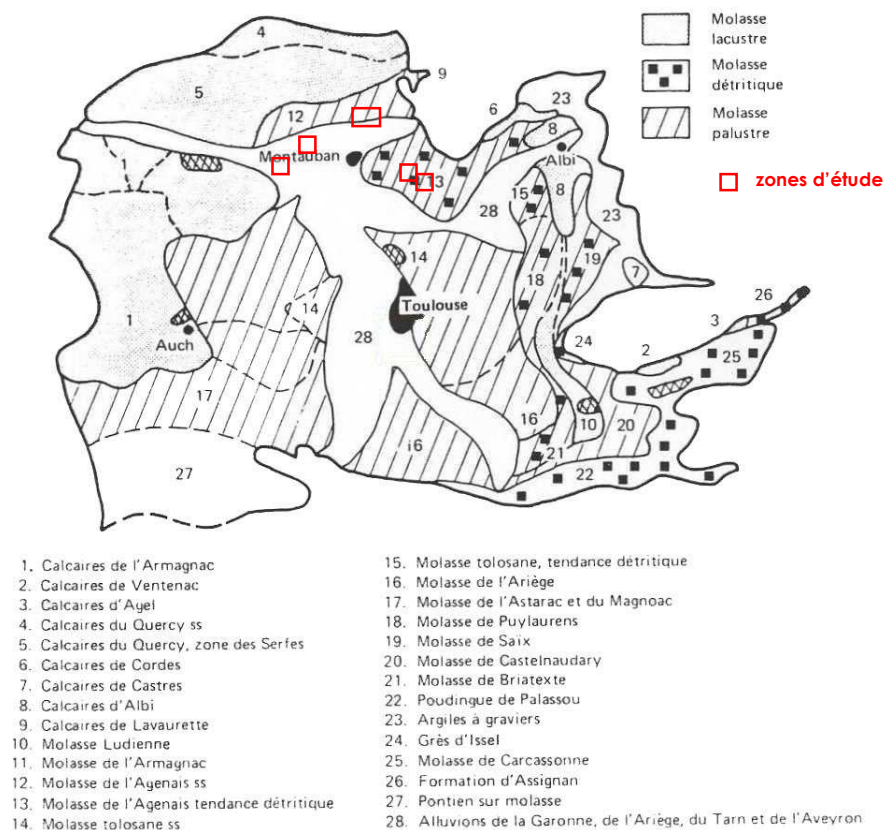 4
5
9
12
Montauban
13
6
23
8
Albi
8
15
28
18
19
23
7
1
1
Auch
14
14
Toulouse
28
17
27
16
i6
24
2
3
26
25
10
20
21
22
Molasse
lacustre
Molasse
détritique
Molasse
palustre
zones d'étude
1. Calcaires de l'Armagnac
2. Calcaires de Ventenac
3. Calcaires d'Agel
4. Calcaires du Quercy ss
5. Calcaires du Quercy, zone des Serfes
6. Calcaires de Cordes
7. Calcaires de Castres
8. Calcaires d'Albi
9. Calcaires de Lavaurette
10. Molasse Ludienne
11. Molasse de l'Armagnac
12. Molasse de l'Agenais ss
13. Molasse de l'Agenais tendance détritique
14. Molasse tolosane ss
15. Molasse tolosane, tendance détritique
16. Molasse de l'Ariège
17. Molasse de l'Astarac et du Magnoac
18. Molasse de Puylaurens
19. Molasse de Saïx
20. Molasse de Castelnaudary
21. Molasse de Briatexte
22. Poudingue de Palassou
23. Argiles à graviers
24. Grès d'Issel
25. Molasse de Carcassonne
26. Formation d'Assignan
27. Pontien sur molasse
28. Alluvions de la Garonne, de l'Ariège, du Tarn et de l'Aveyron